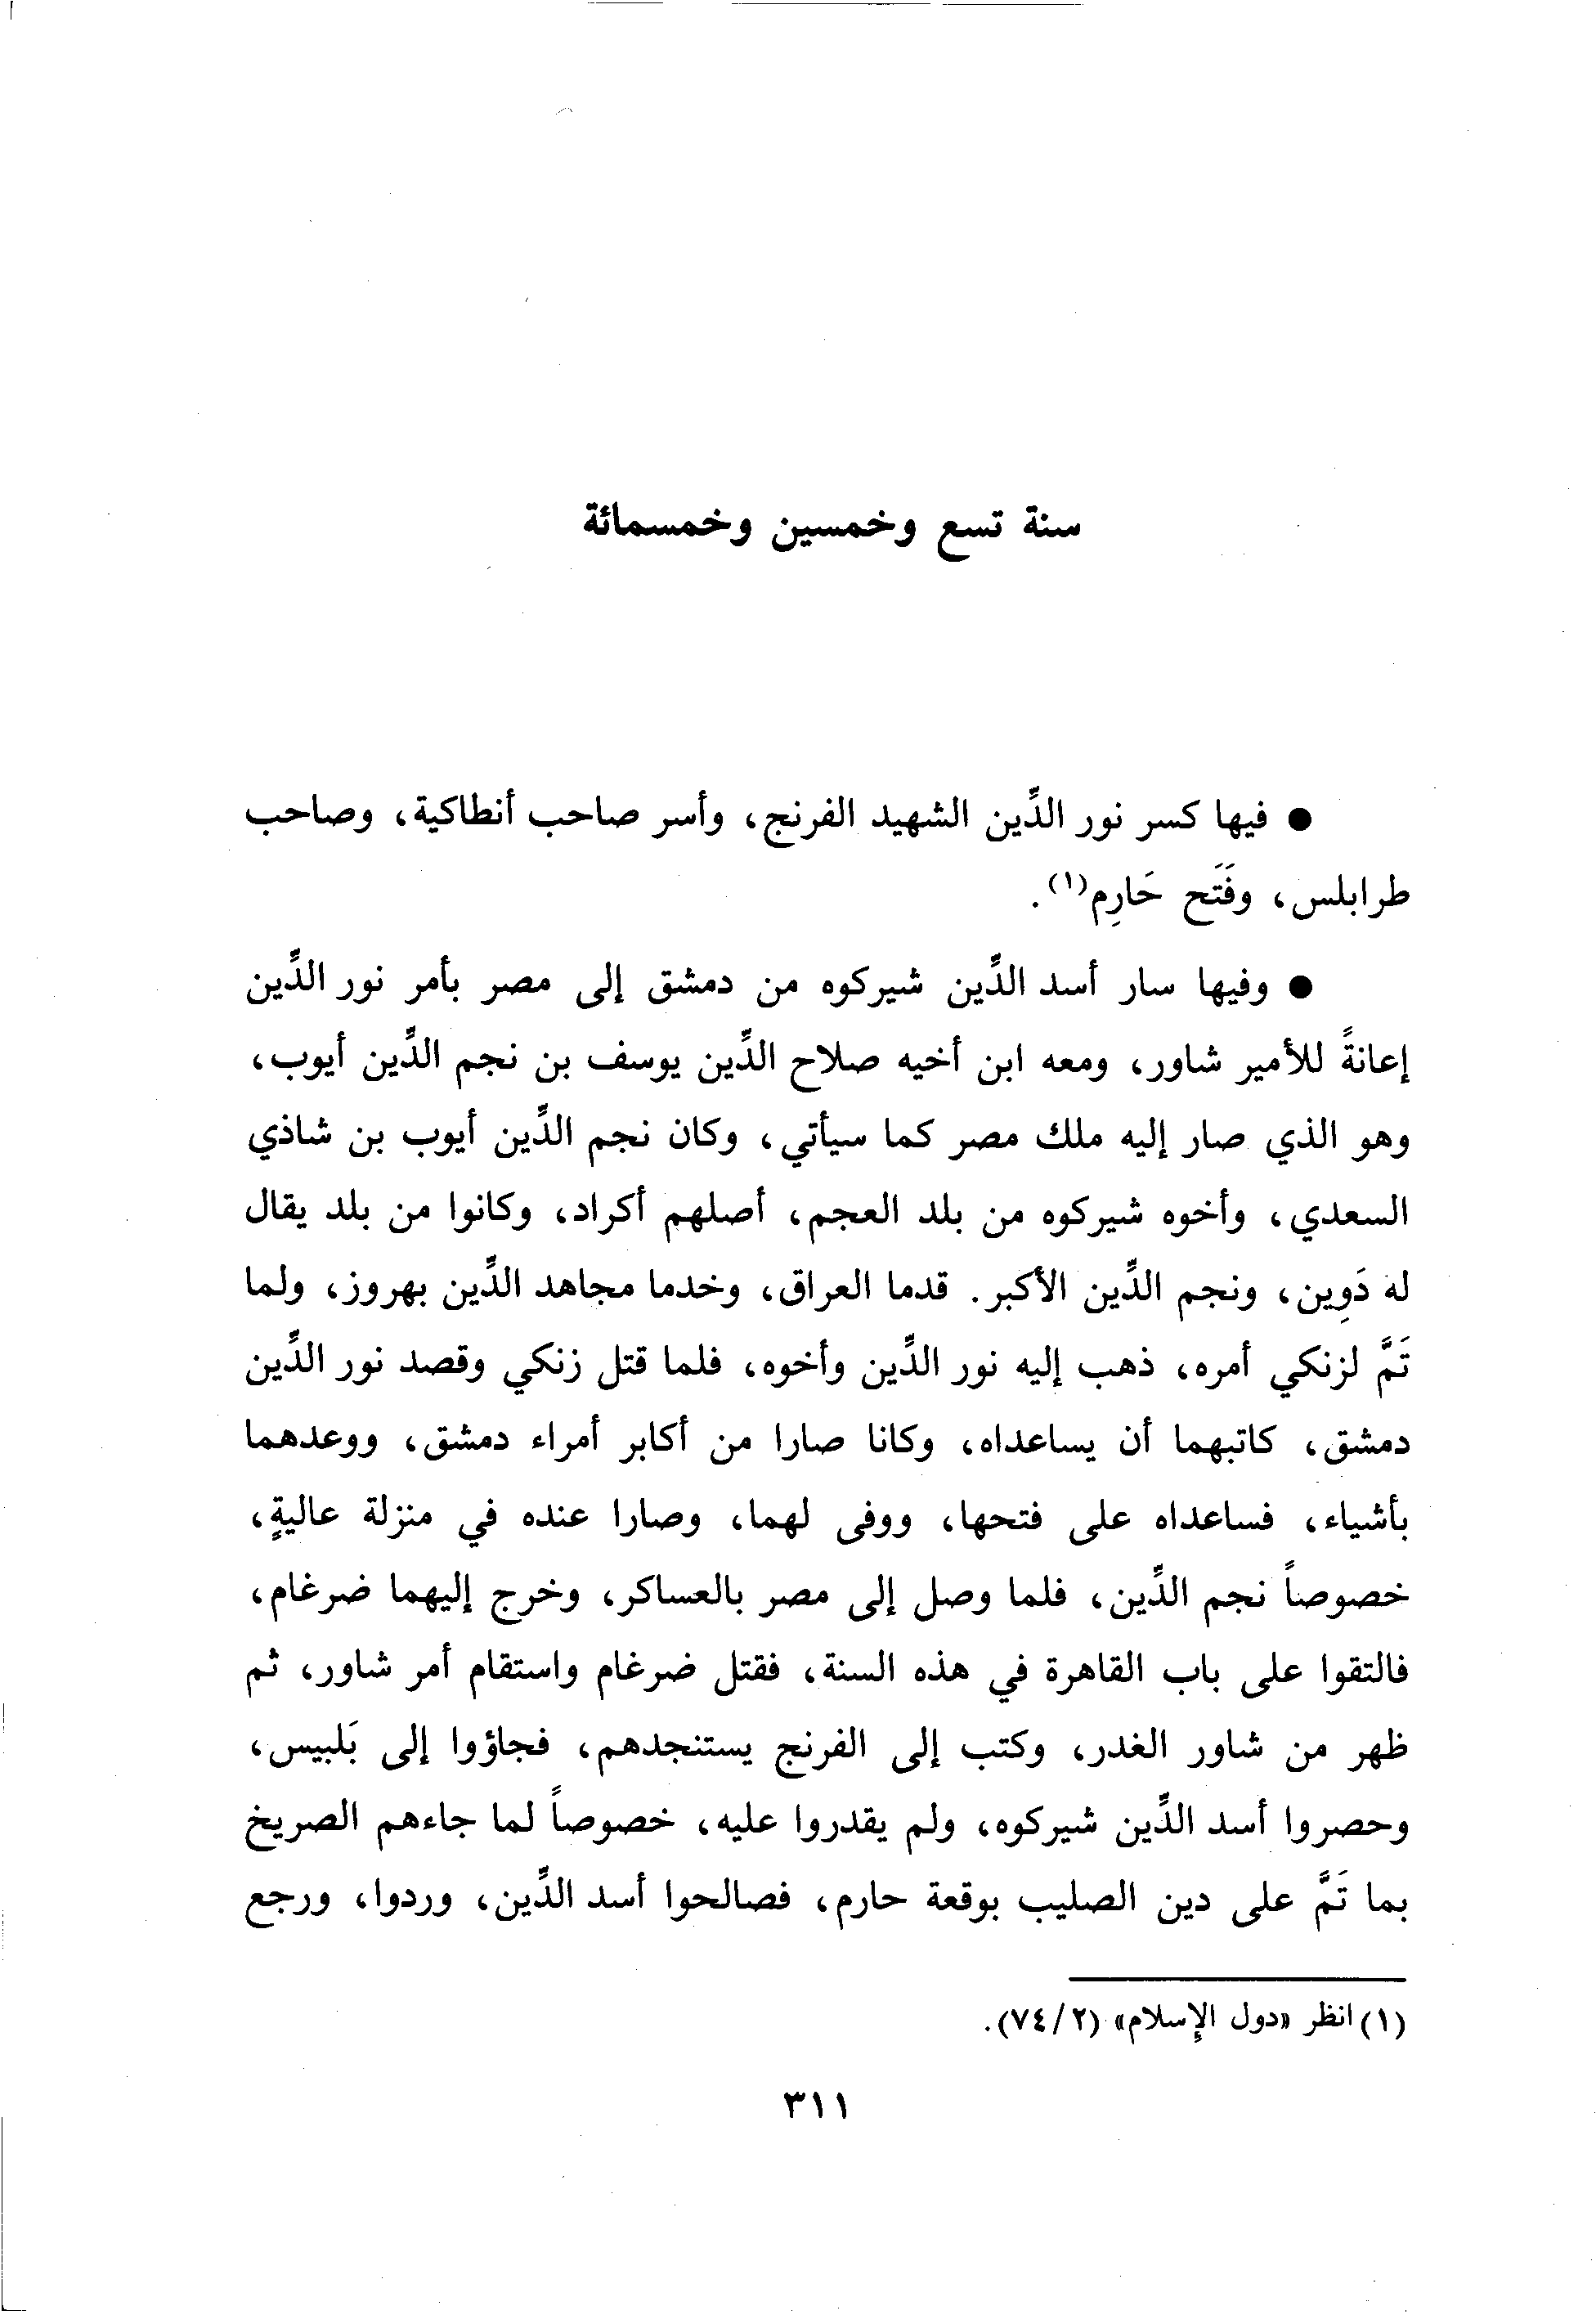 سنة تسع وخمسين وخمسمائة
● فيها كسر نور الدِّين الشهيد الفرنج، وأسر صاحب أنطاكية، وصاحب
طرابلس، وفَتَح حَارِم(١).
● وفيها سار أسد الدِّين شيركوه من دمشق إلى مصر بأمر نور الدِّين
إعانةً للأمير شاور، ومعه ابن أخيه صلاح الدِّين يوسف بن نجم الدِّين أيوب،
وهو الذي صار إليه ملك مصر كما سيأتي، وكان نجم الدِّين أيوب بن شاذي
السعدي، وأخوه شيركوه من بلد العجم، أصلهم أكراد، وكانوا من بلد يقال
له دَوِين، ونجم الدِّين الأكبر. قدما العراق، وخدما مجاهد الدِّين بهروز، ولما
تَمَّ لزنكي أمره، ذهب إليه نور الدِّين وأخوه، فلما قتل زنكي وقصد نور الدِّين
دمشق، كاتبهما أن يساعداه، وكانا صارا من أكابر أمراء دمشق، ووعدهما
بأشياء، فساعداه على فتحها، ووفى لهما، وصارا عنده في منزلة عاليةٍ،
خصوصاً نجم الدِّين، فلما وصل إلى مصر بالعساكر، وخرج إليهما ضرغام،
فالتقوا على باب القاهرة في هذه السنة، فقتل ضرغام واستقام أمر شاور، ثم
ظهر من شاور الغدر، وكتب إلى الفرنج يستنجدهم، فجاؤوا إلى بَلبيس،
وحصروا أسد الدِّين شيركوه، ولم يقدروا عليه، خصوصاً لما جاءهم الصريخ
بما تَمَّ على دين الصليب بوقعة حارم، فصالحوا أسد الدِّين، وردوا، ورجع
(١) انظر «دول الإسلام» (٢/ ٧٤).
٣١١